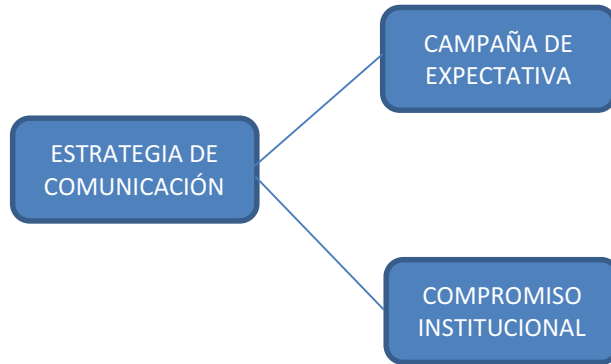 CAMPAÑA DE
EXPECTATIVA
ESTRATEGIA DE
COMUNICACIÓN
COMPROMISO
INSTITUCIONAL